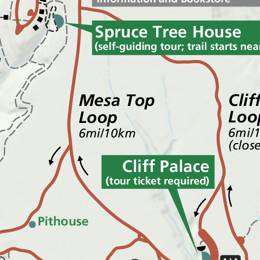 Information and Bookstore
Spruce Tree House
(self-guiding tour; trail starts near
Mesa Top
Loop
6mi/10km
Cliff
Loop
6mi/1
(close
Cliff Palace
(tour ticket required)
Pithouse